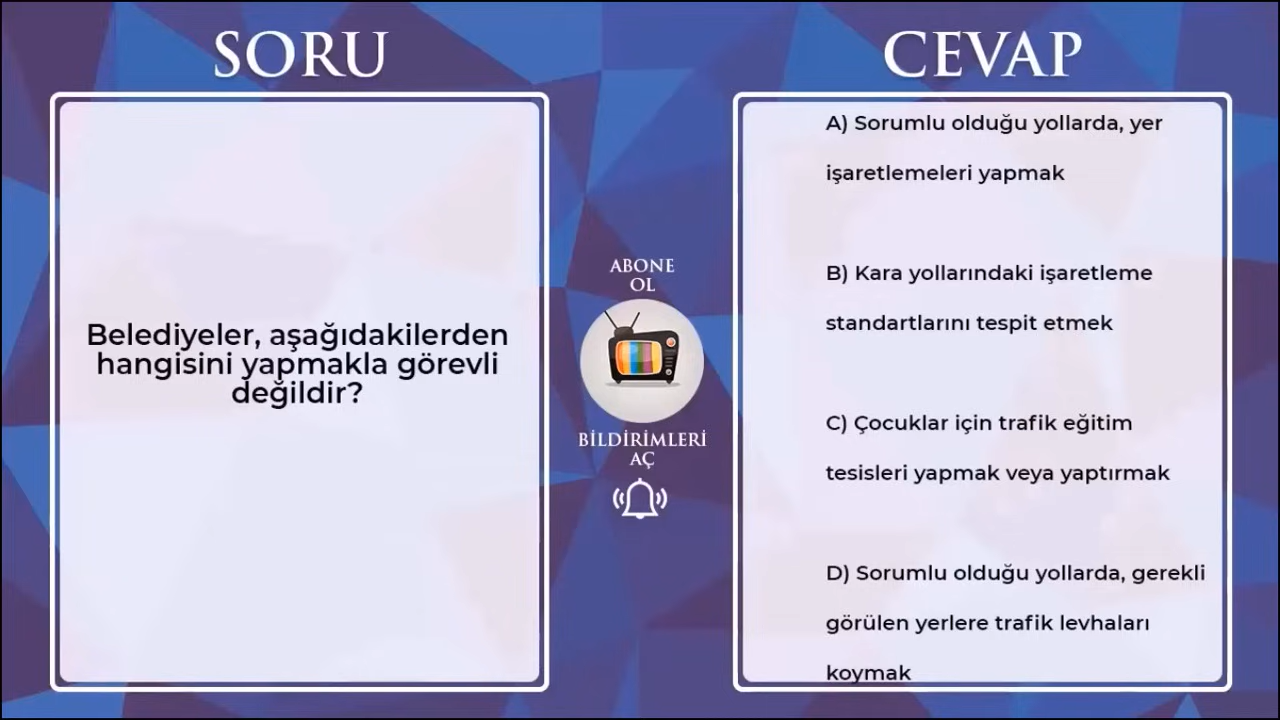 SORU
Belediyeler, aşağıdakilerden
hangisini yapmakla görevli
değildir?
ABONE
OL
BİLDİRİMLERİ
AÇ
CEVAP
A) Sorumlu olduğu yollarda, yer
işaretlemeleri yapmak
B) Kara yollarındaki işaretleme
standartlarını tespit etmek
C) Çocuklar için trafik eğitim
tesisleri yapmak veya yaptırmak
D) Sorumlu olduğu yollarda, gerekli
görülen yerlere trafik levhaları
koymak